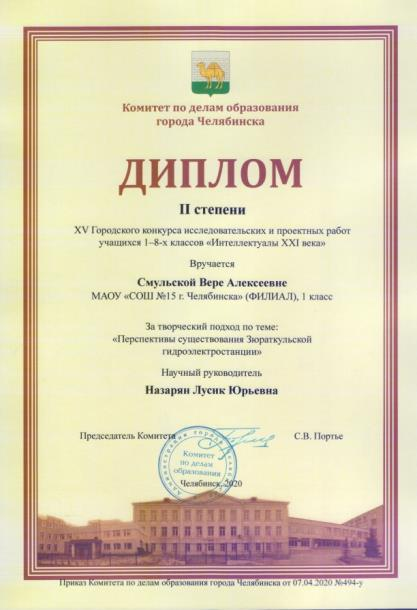 Комитет по делам образования
города Челябинска
ДИПЛОМ
II степени
XV Городского конкурса исследовательских и проектных работ
учащихся 1–8-х классов «Интеллектуалы XXI века»
Вручается
Смульской Вере Алексеевне
МАОУ «СОШ №15 г. Челябинска» (ФИЛИАЛ), 1 класс
За творческий подход по теме:
«Перспективы существования Зюраткульской
гидроэлектростанции»
Научный руководитель
Назарян Лусик Юрьевна
Председатель Комитета
С.В. Портье
Комитет
по делам
образования
Челябинск, 2020
Приказ Комитета по делам образования города Челябинска от 07.04.2020 №494-у